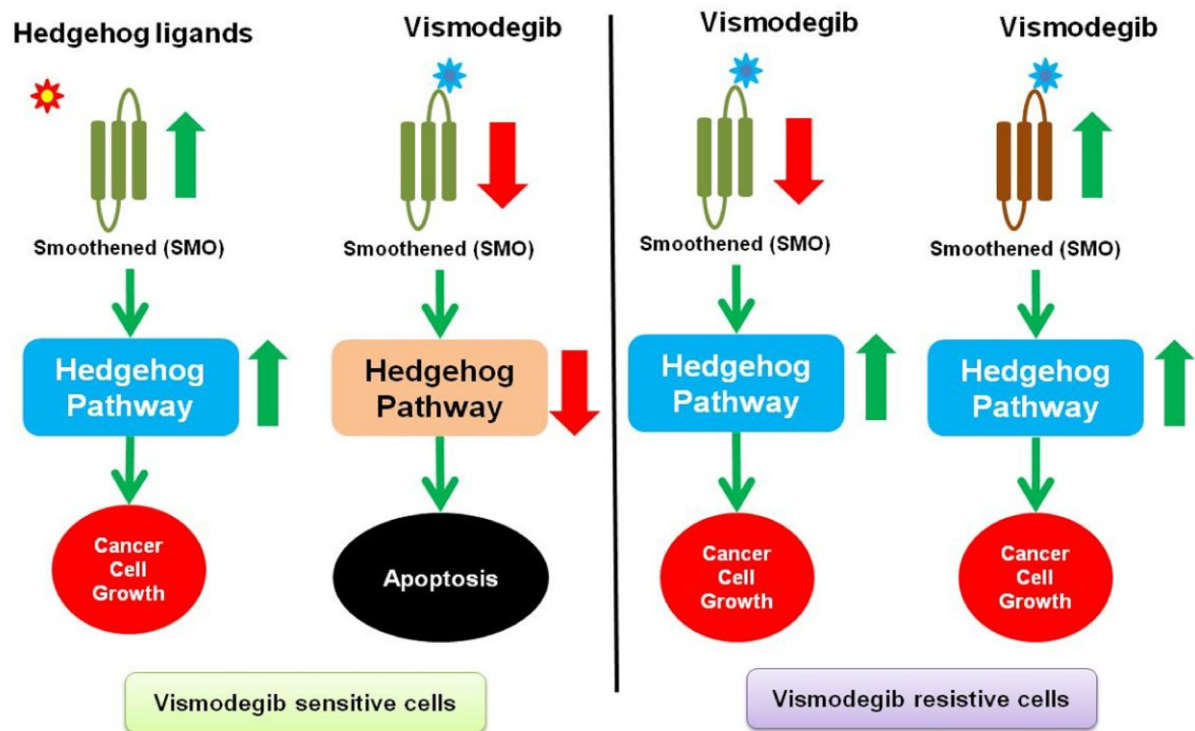 Hedgehog ligands
Vismodegib
Vismodegib
Vismodegib
Smoothened (SMO)
Smoothened (SMO)
Smoothened (SMO)
Smoothened (SMO)
Hedgehog
Pathway
Hedgehog
Pathway
Hedgehog
Pathway
Hedgehog
Pathway
Cancer
Cell
Growth
Apoptosis
Cancer
Cell
Growth
Cancer
Cell
Growth
Vismodegib sensitive cells
Vismodegib resistive cells